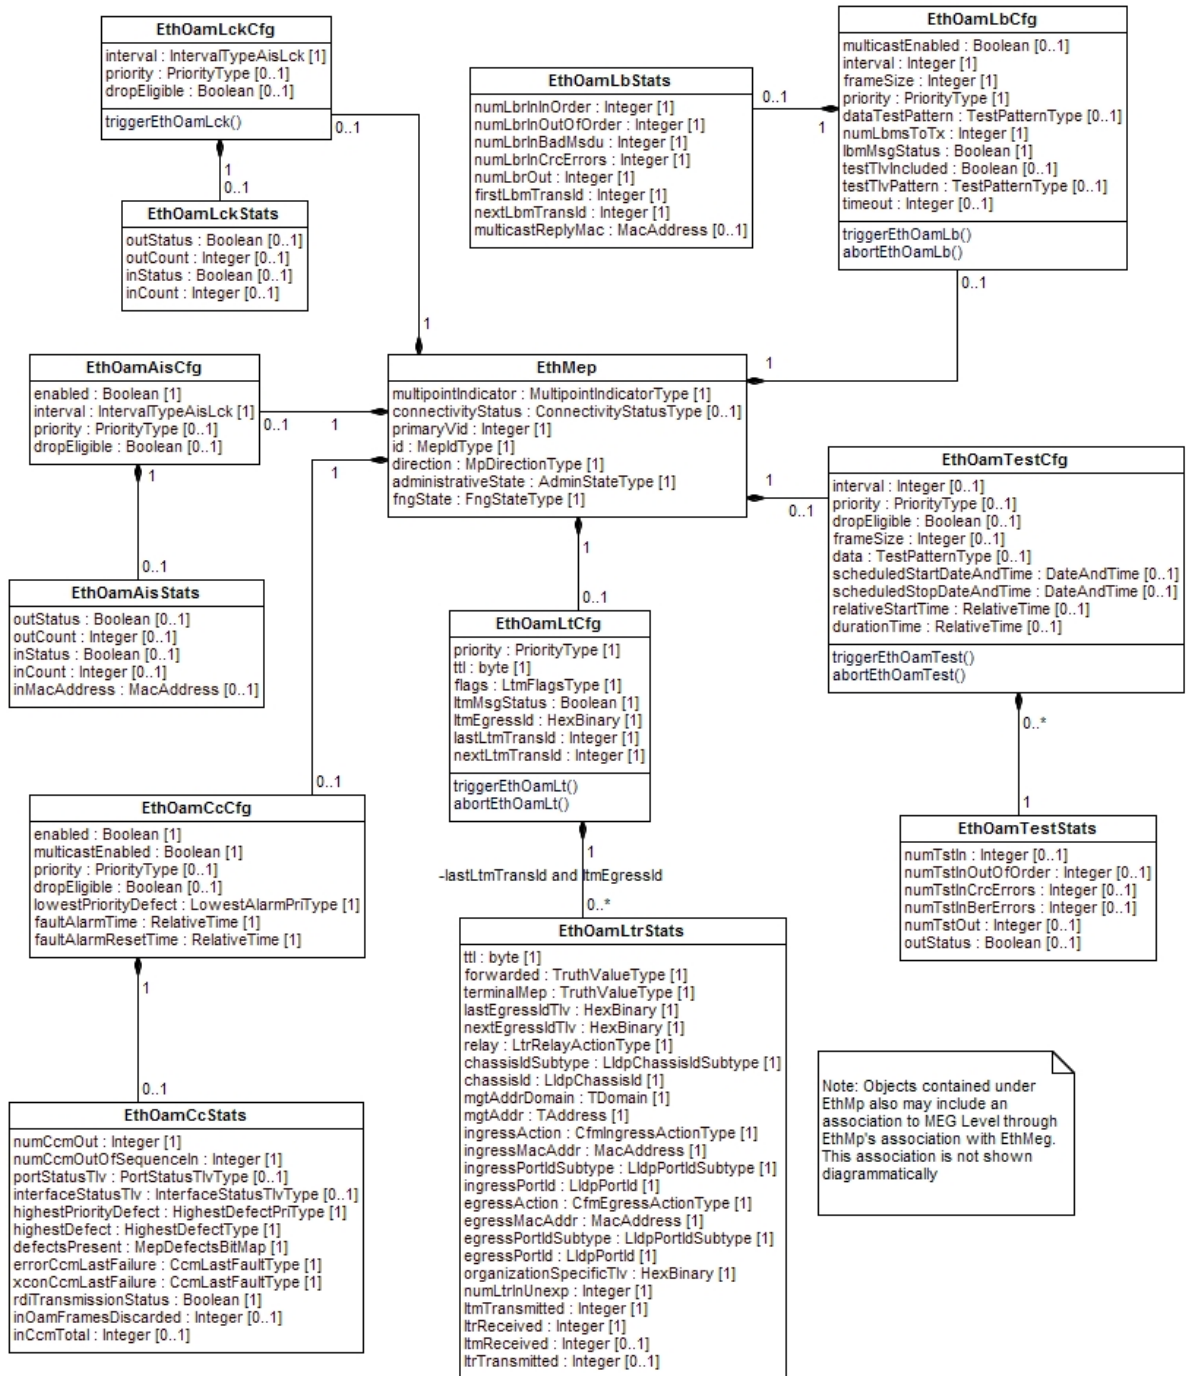 EthOamLckCfg
interval : IntervalTypeAisLck [1]
priority : PriorityType [0..1]
dropEligible : Boolean [0..1]
triggerEthOamLck()
0..1
1
0..1
EthOamLckStats
outStatus : Boolean [0..1]
outCount : Integer [0..1]
inStatus : Boolean [0..1]
inCount : Integer [0..1]
1
EthOamLbStats
numLbrInInOrder : Integer [1]
numLbrInOutOfOrder : Integer [1]
numLbrInBadMsdu : Integer [1]
numLbrInCrcErrors : Integer [1]
numLbrOut : Integer [1]
firstLbmTransId : Integer [1]
nextLbmTransId : Integer [1]
multicastReplyMac : MacAddress [0..1]
0..1
1
EthOamLbCfg
multicastEnabled : Boolean [0..1]
interval : Integer [1]
frameSize : Integer [1]
priority : PriorityType [1]
dataTestPattern : TestPatternType [0..1]
numLbmsToTx : Integer [1]
lbmMsgStatus : Boolean [1]
testTlvIncluded : Boolean [0..1]
testTlvPattern : TestPatternType [0..1]
timeout : Integer [0..1]
triggerEthOamLb()
abortEthOamLb()
0..1
1
EthOamAisCfg
enabled : Boolean [1]
interval : IntervalTypeAisLck [1]
priority : PriorityType [0..1]
dropEligible : Boolean [0..1]
0..1
1
1
0..1
EthOamAisStats
outStatus : Boolean [0..1]
outCount : Integer [0..1]
inStatus : Boolean [0..1]
inCount : Integer [0..1]
inMacAddress : MacAddress [0..1]
EthMep
multipointIndicator : MultipointIndicatorType [1]
connectivityStatus : ConnectivityStatusType [0..1]
primaryVid : Integer [1]
id : MepIdType [1]
direction : MpDirectionType [1]
administrativeState : AdminStateType [1]
fngState : FngStateType [1]
1
0..1
1
0..1
EthOamTestCfg
interval : Integer [0..1]
priority : PriorityType [0..1]
dropEligible : Boolean [0..1]
frameSize : Integer [0..1]
data : TestPatternType [0..1]
scheduledStartDateAndTime : DateAndTime [0..1]
scheduledStopDateAndTime : DateAndTime [0..1]
relativeStartTime : RelativeTime [0..1]
durationTime : RelativeTime [0..1]
triggerEthOamTest()
abortEthOamTest()
0..*
1
EthOamTestStats
numTstIn : Integer [0..1]
numTstInOutOfOrder : Integer [0..1]
numTstInCrcErrors : Integer [0..1]
numTstInBerErrors : Integer [0..1]
numTstOut : Integer [0..1]
outStatus : Boolean [0..1]
1
0..1
EthOamLtCfg
priority : PriorityType [1]
ttl : byte [1]
flags : LtmFlagsType [1]
ltmMsgStatus : Boolean [1]
ltmEgressId : HexBinary [1]
lastLtmTransId : Integer [1]
nextLtmTransId : Integer [1]
triggerEthOamLt()
abortEthOamLt()
1
-lastLtmTransId and ltmEgressId
0..*
EthOamLtrStats
ttl : byte [1]
forwarded : TruthValueType [1]
terminalMep : TruthValueType [1]
lastEgressIdTlv : HexBinary [1]
nextEgressIdTlv : HexBinary [1]
relay : LtrRelayActionType [1]
chassisIdSubtype : LldpChassisIdSubtype [1]
chassisId : LldpChassisId [1]
mgtAddrDomain : TDomain [1]
mgtAddr : TAddress [1]
ingressAction : CfmIngressActionType [1]
ingressMacAddr : MacAddress [1]
ingressPortIdSubtype : LldpPortIdSubtype [1]
ingressPortId : LldpPortId [1]
egressAction : CfmEgressActionType [1]
egressMacAddr : MacAddress [1]
egressPortIdSubtype : LldpPortIdSubtype [1]
egressPortId : LldpPortId [1]
organizationSpecificTlv : HexBinary [1]
numLtrInUnexp : Integer [1]
ltmTransmitted : Integer [1]
ltrReceived : Integer [1]
ltmReceived : Integer [0..1]
ltrTransmitted : Integer [0..1]
EthOamCcCfg
enabled : Boolean [1]
multicastEnabled : Boolean [1]
priority : PriorityType [0..1]
dropEligible : Boolean [0..1]
lowestPriorityDefect : LowestAlarmPriType [1]
faultAlarmTime : RelativeTime [1]
faultAlarmResetTime : RelativeTime [1]
1
0..1
EthOamCcStats
numCcmOut : Integer [1]
numCcmOutOfSequenceIn : Integer [1]
portStatusTlv : PortStatusTlvType [0..1]
interfaceStatusTlv : InterfaceStatusTlvType [0..1]
highestPriorityDefect : HighestDefectPriType [1]
highestDefect : HighestDefectType [1]
defectsPresent : MepDefectsBitMap [1]
errorCcmLastFailure : CcmLastFaultType [1]
xconCcmLastFailure : CcmLastFaultType [1]
rdiTransmissionStatus : Boolean [1]
inOamFramesDiscarded : Integer [0..1]
inCcmTotal : Integer [0..1]
Note: Objects contained under
EthMp also may include an
association to MEG Level through
EthMp's association with EthMeg.
This association is not shown
diagrammatically